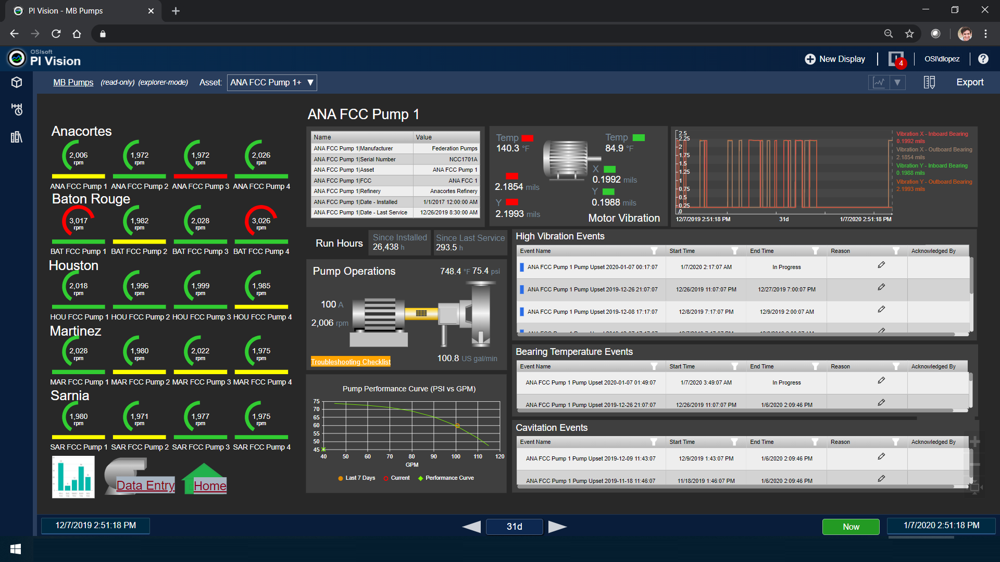 PI Vision - MB Pumps
OSIsoft
PI Vision
New Display
4
OSI\dlopez
MB Pumps (read-only) (explorer-mode) Asset: ANA FCC Pump 1+
Export
ANA FCC Pump 1
Anacortes
2,006 rpm 1,972 rpm 1,972 rpm 2,026 rpm
ANA FCC Pump 1 ANA FCC Pump 2 ANA FCC Pump 3 ANA FCC Pump 4
Baton Rouge
3,017 rpm 1,982 rpm 2,028 rpm 3,026 rpm
BAT FCC Pump 1 BAT FCC Pump 2 BAT FCC Pump 3 BAT FCC Pump 4
Houston
2,018 rpm 1,996 rpm 1,999 rpm 1,985 rpm
HOU FCC Pump 1 HOU FCC Pump 2 HOU FCC Pump 3 HOU FCC Pump 4
Martinez
2,028 rpm 1,980 rpm 2,022 rpm 1,975 rpm
MAR FCC Pump 1 MAR FCC Pump 2 MAR FCC Pump 3 MAR FCC Pump 4
Sarnia
1,980 rpm 1,971 rpm 1,977 rpm 1,975 rpm
SAR FCC Pump 1 SAR FCC Pump 2 SAR FCC Pump 3 SAR FCC Pump 4
Data Entry
Home
Name Value
ANA FCC Pump 1|Manufacturer Federation Pumps
ANA FCC Pump 1|Serial Number NCC1701A
ANA FCC Pump 1|Asset ANA FCC Pump 1
ANA FCC Pump 1|FCC ANA FCC 1
ANA FCC Pump 1|Refinery Anacortes Refinery
ANA FCC Pump 1|Date - Installed 1/1/2017 12:00:00 AM
ANA FCC Pump 1|Date - Last Service 12/26/2019 8:30:00 AM
Temp
140.3 °F
Temp
84.9 °F
X
0.1992 mils
2.1854 mils
Y
0.1988 mils
Y
2.1993 mils
Motor Vibration
2.5
2.25
2
1.75
1.5
1.25
1
0.75
0.5
0.25
0
12/7/2019 2:51:18 PM 31d 1/7/2020 2:51:18 PM
Vibration X - Inboard Bearing
0.1992 mils
Vibration X - Outboard Bearing
2.1854 mils
Vibration Y - Inboard Bearing
0.1988 mils
Vibration Y - Outboard Bearing
2.1993 mils
Run Hours
Since Installed
26,438 h
Since Last Service
293.5 h
Pump Operations
748.4 °F 75.4 psi
100 A
2,006 rpm
100.8 US gal/min
Troubleshooting Checklist
Pump Performance Curve (PSI vs GPM)
75
70
65
60
55
50
45
40 50 60 70 80 90 100 110 120
GPM
Last 7 Days Current Performance Curve
High Vibration Events
Event Name Start Time End Time Reason Acknowledged By
ANA FCC Pump 1 Pump Upset 2020-01-07 00:17:07 1/7/2020 2:17:07 AM In Progress
ANA FCC Pump 1 Pump Upset 2019-12-26 21:07:07 12/26/2019 11:07:07 PM 12/27/2019 7:00:07 PM
ANA FCC Pump 1 Pump Upset 2019-12-08 17:17:07 12/8/2019 7:17:07 PM 12/9/2019 2:00:07 AM
Bearing Temperature Events
Event Name Start Time End Time Reason Acknowledged By
ANA FCC Pump 1 Pump Upset 2020-01-07 01:49:07 1/7/2020 3:49:07 AM In Progress
ANA FCC Pump 1 Pump Upset 2019-12-26 21:07:07 12/26/2019 11:07:07 PM 1/6/2020 2:09:46 PM
Cavitation Events
Event Name Start Time End Time Reason Acknowledged By
ANA FCC Pump 1 Pump Upset 2019-12-09 11:43:07 12/9/2019 1:43:07 PM 1/6/2020 2:09:46 PM
ANA FCC Pump 1 Pump Upset 2019-11-18 11:46:07 11/18/2019 1:46:07 PM 1/6/2020 2:09:46 PM
12/7/2019 2:51:18 PM
31d
Now
1/7/2020 2:51:18 PM